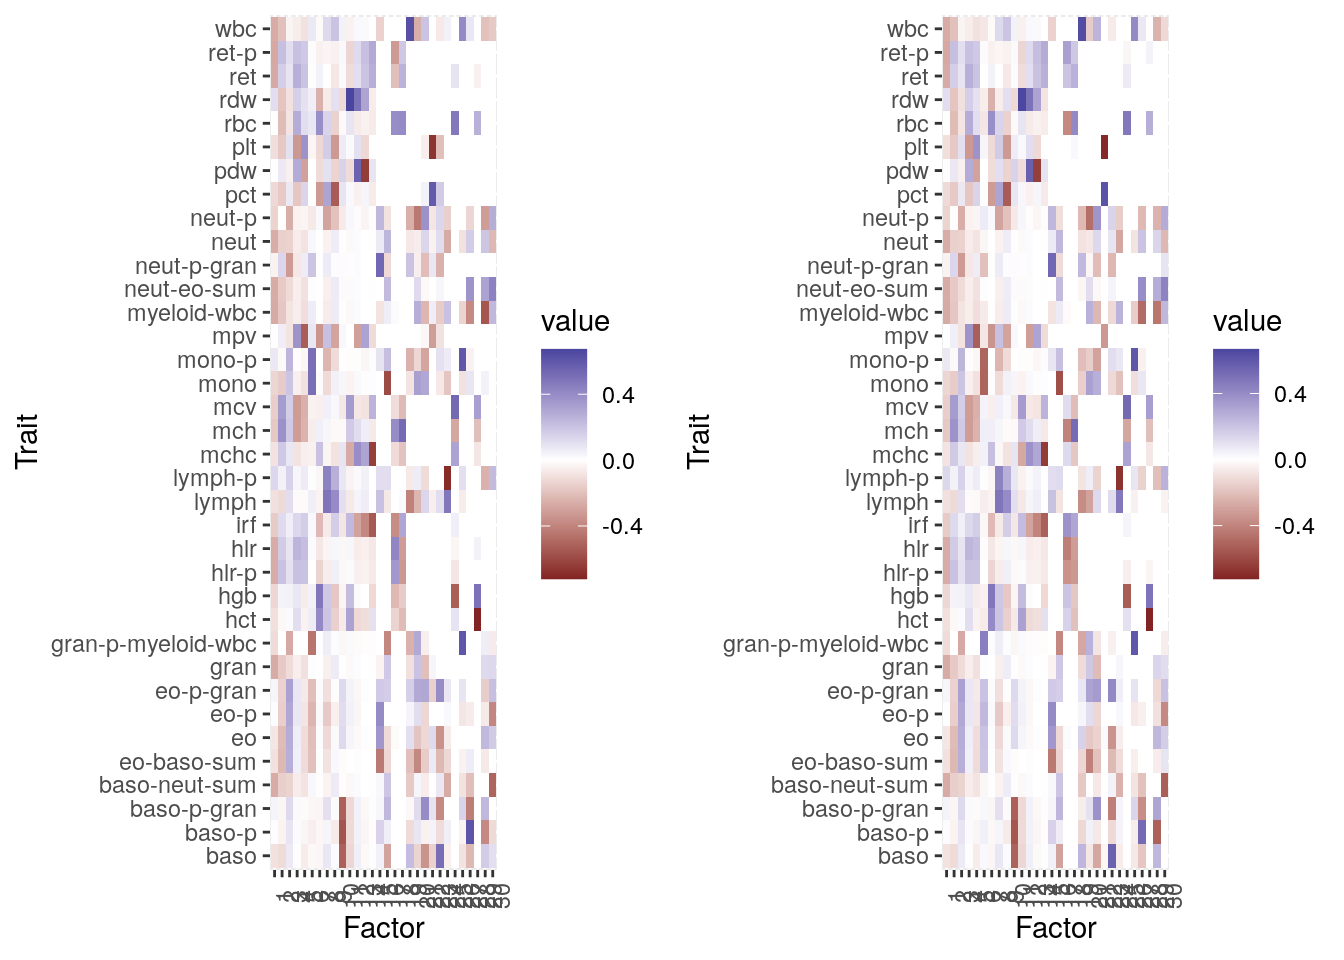 wbc
ret-p
ret
rdw
rbc
plt
pdw
pct
neut-p
neut
neut-p-gran
neut-eo-sum
myeloid-wbc
mpv
mono-p
mono
mcv
mch
mchc
lymph-p
lymph
irf
hlr
hlr-p
hgb
hct
gran-p-myeloid-wbc
gran
eo-p-gran
eo-p
eo
eo-baso-sum
baso-neut-sum
baso-p-gran
baso-p
baso
Trait
Factor
value
0.4
0.0
-0.4
wbc
ret-p
ret
rdw
rbc
plt
pdw
pct
neut-p
neut
neut-p-gran
neut-eo-sum
myeloid-wbc
mpv
mono-p
mono
mcv
mch
mchc
lymph-p
lymph
irf
hlr
hlr-p
hgb
hct
gran-p-myeloid-wbc
gran
eo-p-gran
eo-p
eo
eo-baso-sum
baso-neut-sum
baso-p-gran
baso-p
baso
Trait
Factor
value
0.4
0.0
-0.4